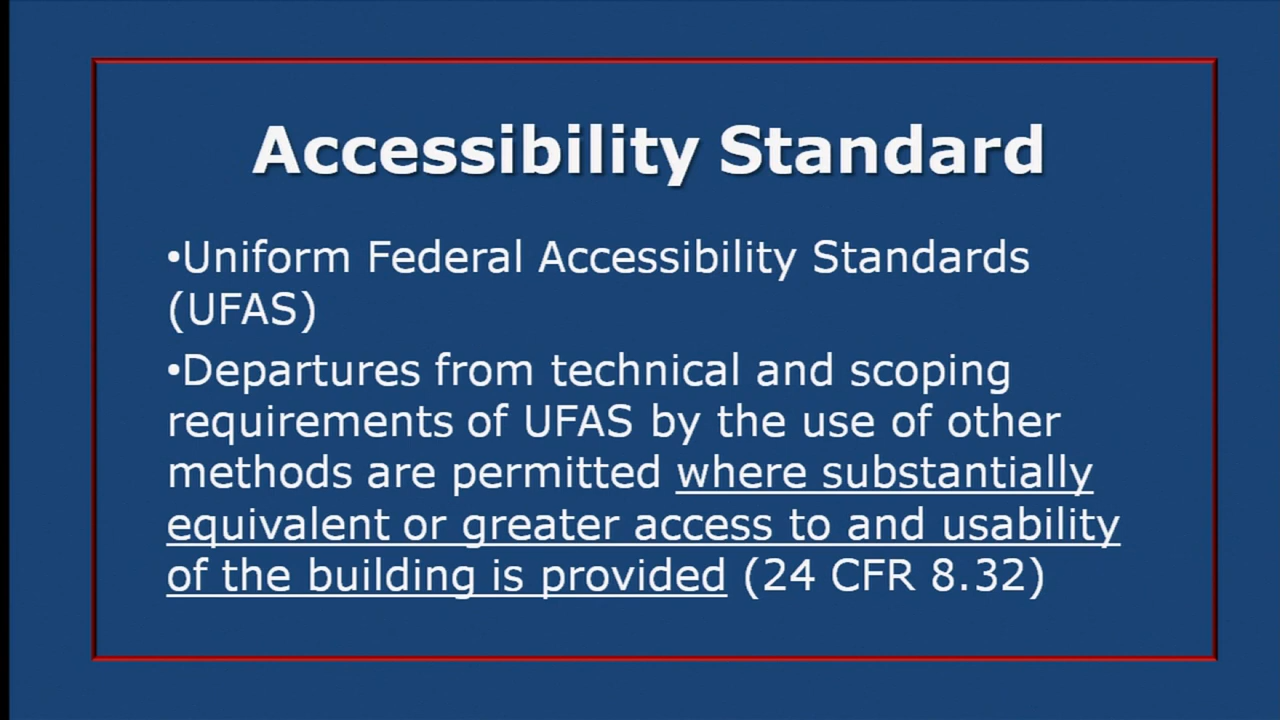 Accessibility Standard
•Uniform Federal Accessibility Standards
(UFAS)
•Departures from technical and scoping
requirements of UFAS by the use of other
methods are permitted where substantially
equivalent or greater access to and usability
of the building is provided (24 CFR 8.32)